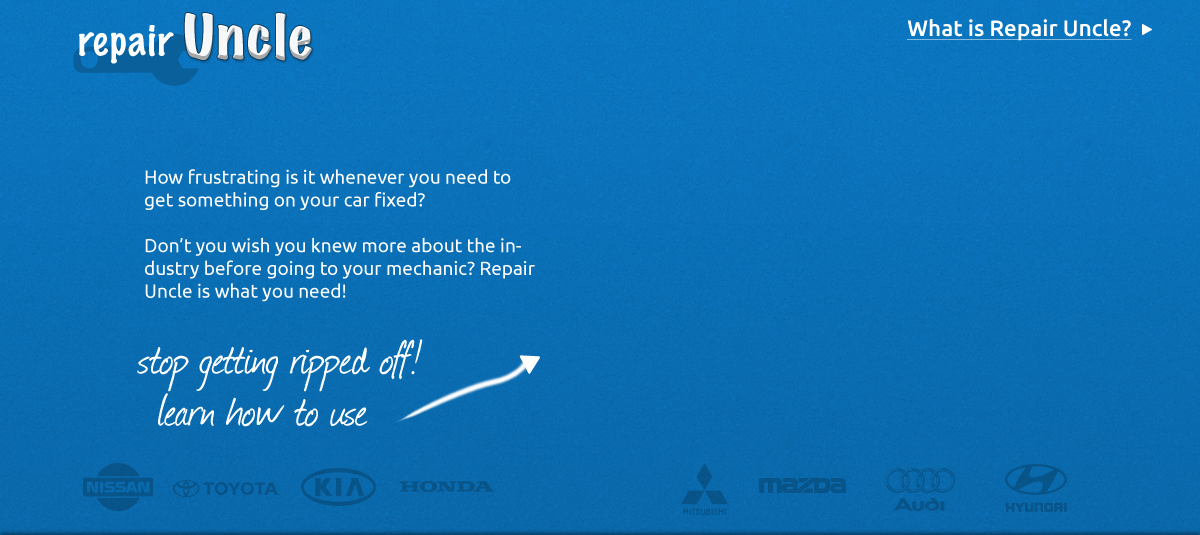 repair Uncle
What is Repair Uncle?
How frustrating is it whenever you need to
get something on your car fixed?
Don't you wish you knew more about the in-
dustry before going to your mechanic? Repair
Uncle is what you need!
stop getting ripped off!
learn how to use
NISSAN TOYOTA KIA HONDA MITSUBISHI mazda Audi HYUNDAI